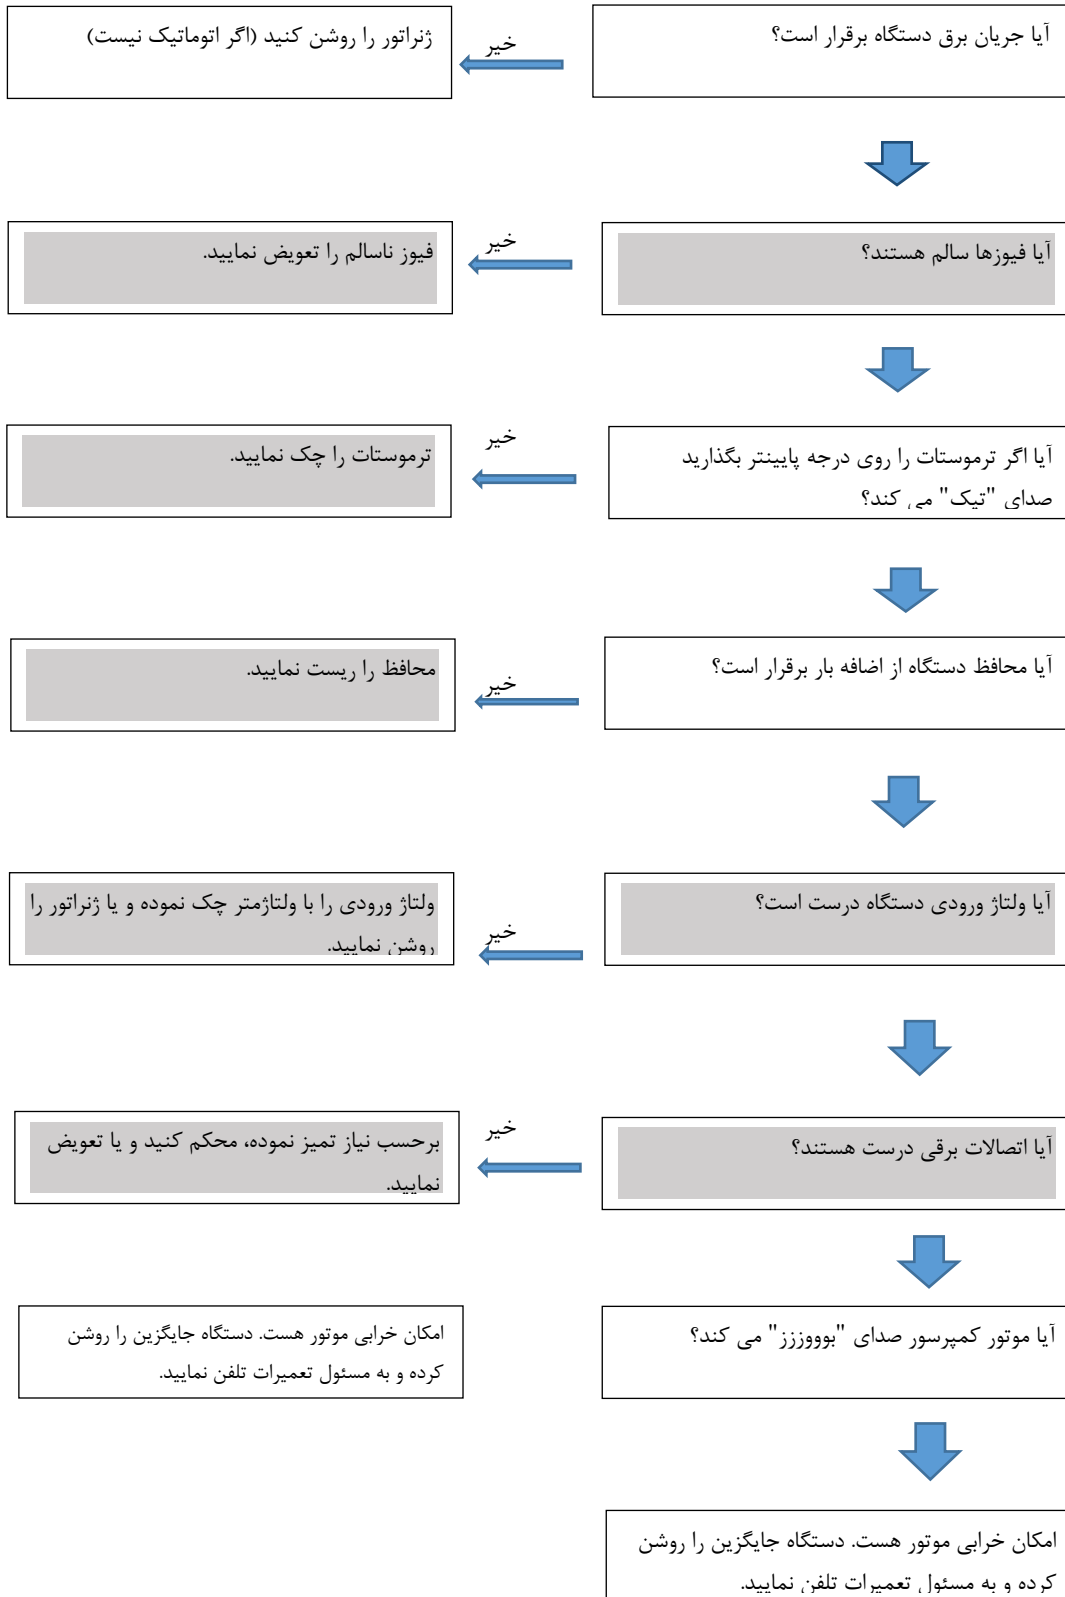 آیا جریان برق دستگاه برقرار است؟
خیر
ژنراتور را روشن کنید (اگر اتوماتیک نیست)
آیا فیوزها سالم هستند؟
خیر
فیوز ناسالم را تعویض نمایید.
آیا اگر ترموستات را روی درجه پایینتر بگذارید
صدای "تیک" می کند؟
خیر
ترموستات را چک نمایید.
آیا محافظ دستگاه از اضافه بار برقرار است؟
خیر
محافظ را ریست نمایید.
آیا ولتاژ ورودی دستگاه درست است؟
خیر
ولتاژ ورودی را با ولتاژمتر چک نموده و یا ژنراتور را
روشن نمایید.
آیا اتصالات برقی درست هستند؟
خیر
برحسب نیاز تمیز نموده، محکم کنید و یا تعویض
نمایید.
آیا موتور کمپرسور صدای "بوووززز" می کند؟
امکان خرابی موتور هست. دستگاه جایگزین را روشن
کرده و به مسئول تعمیرات تلفن نمایید.
امکان خرابی موتور هست. دستگاه جایگزین را روشن
کرده و به مسئول تعمیرات تلفن نمایید.